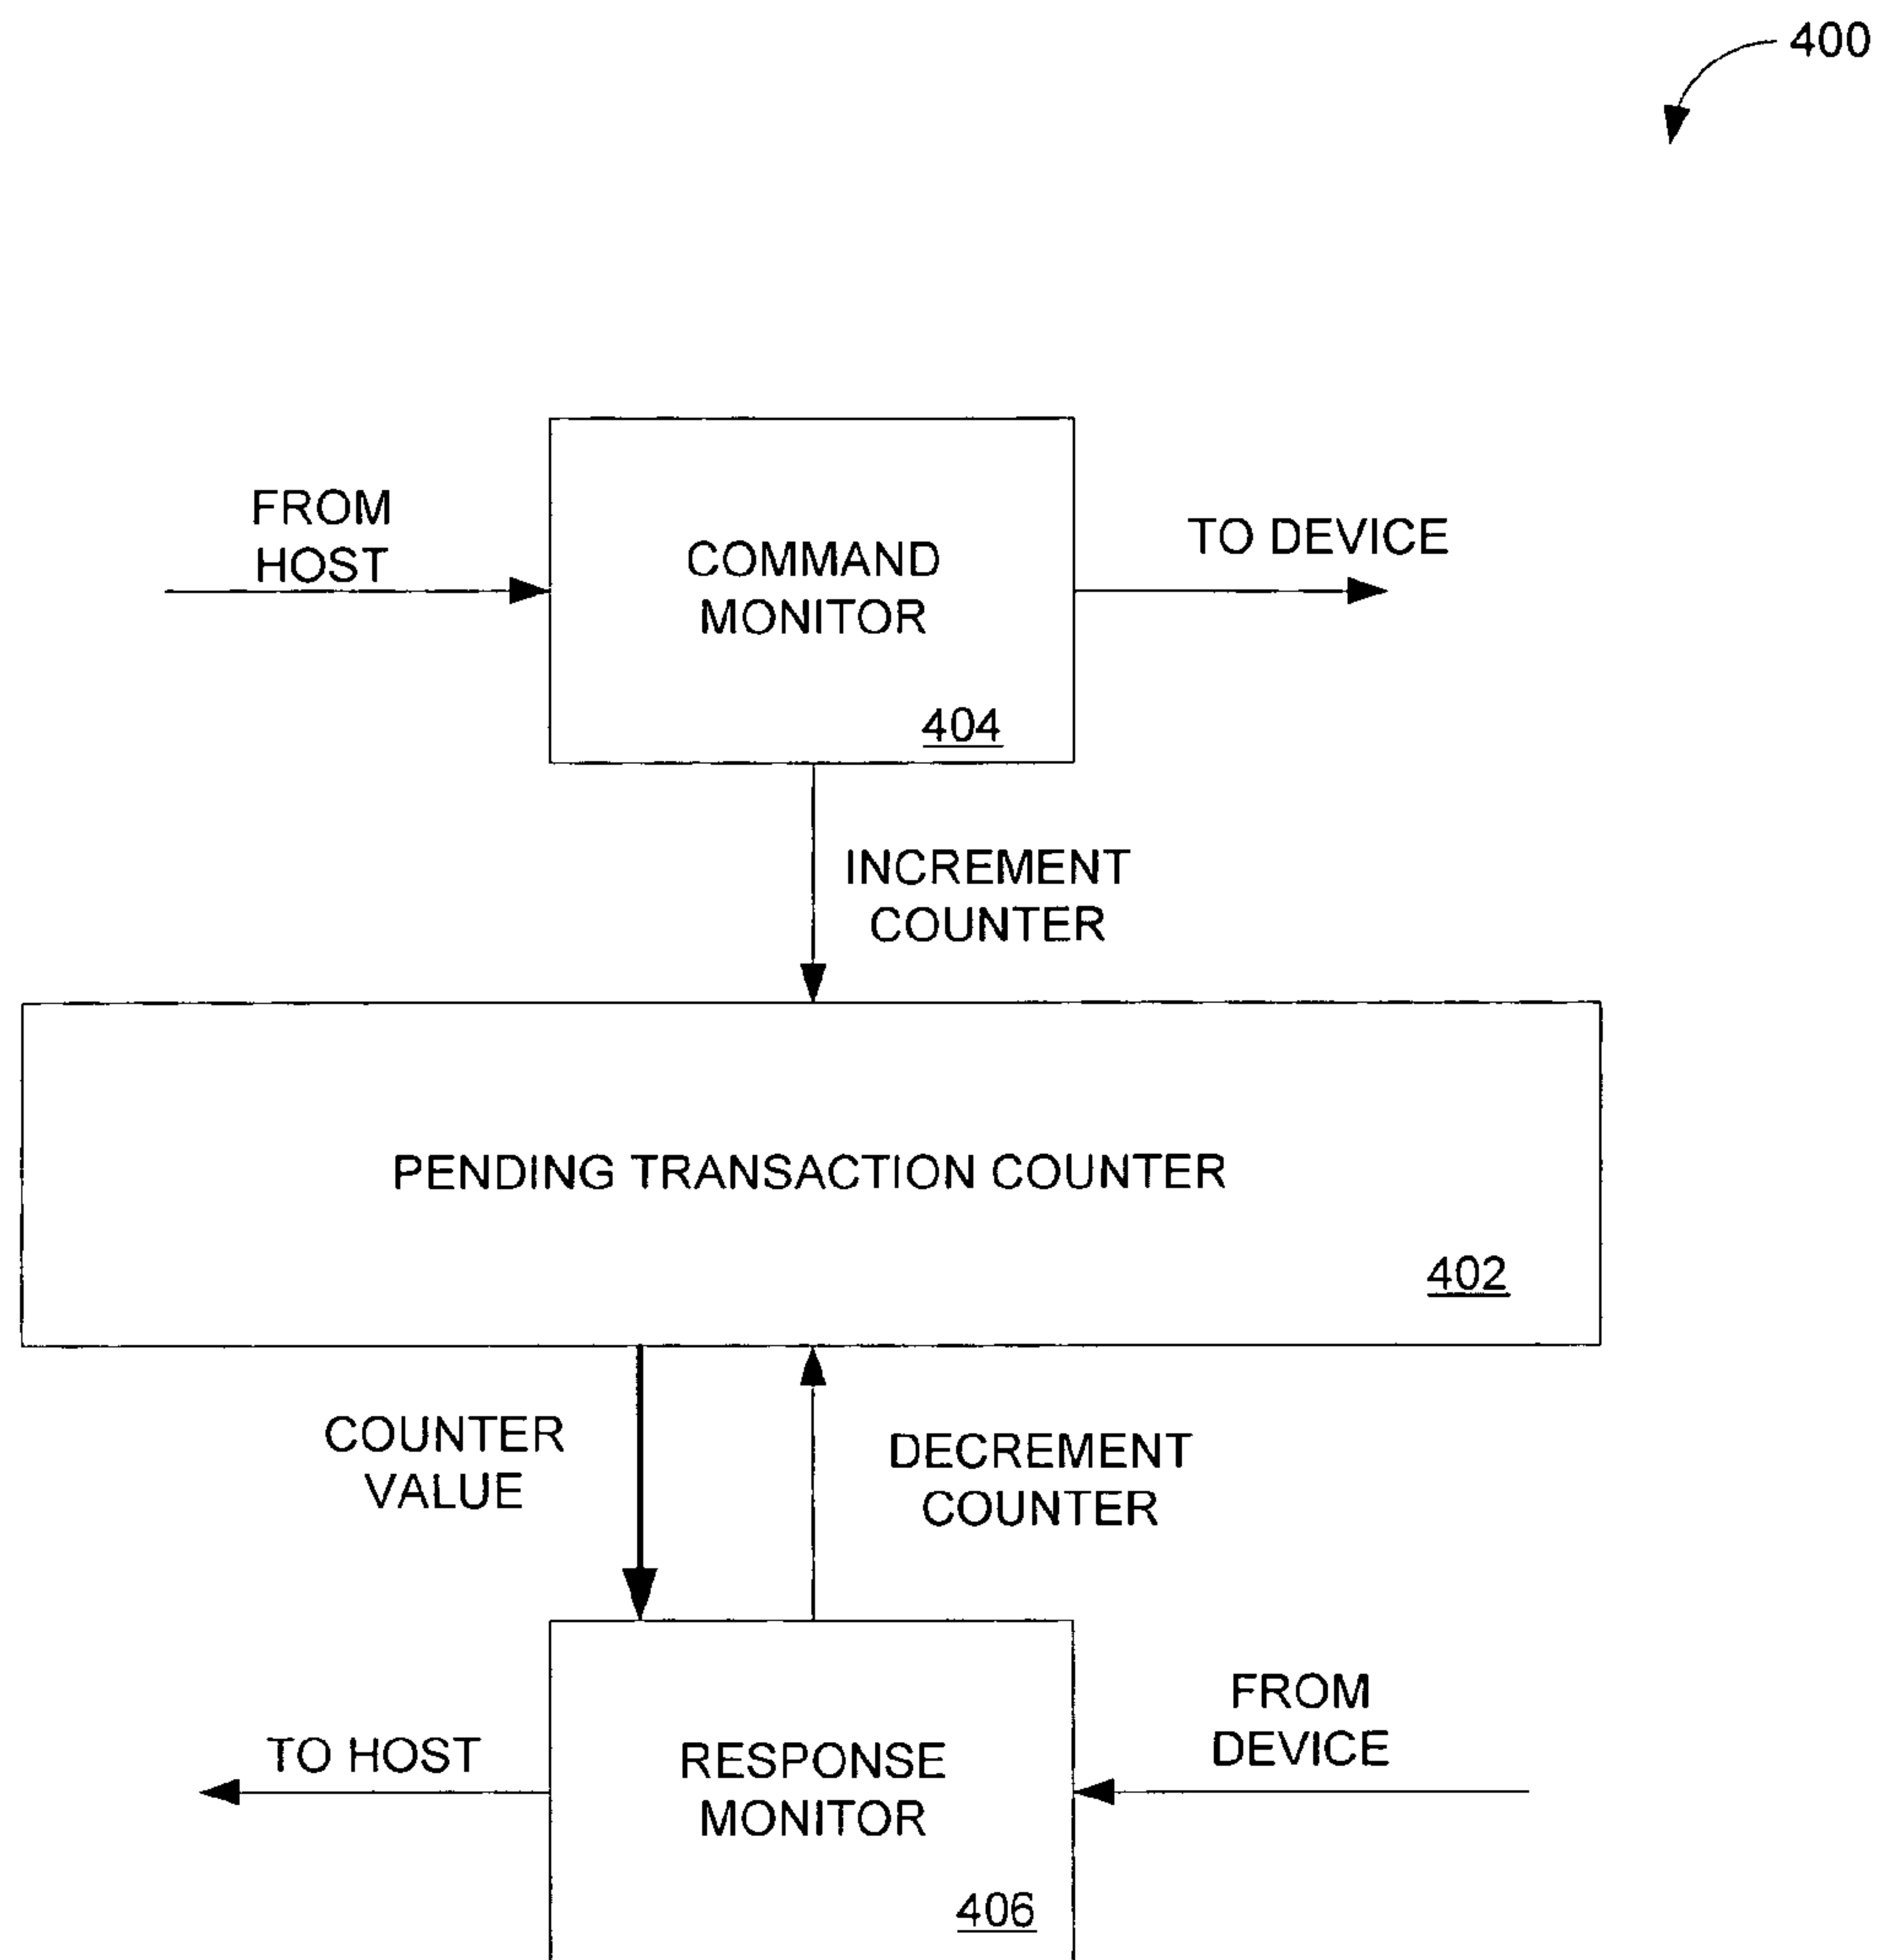 400
FROM
HOST
COMMAND
MONITOR
404
TO DEVICE
INCREMENT
COUNTER
PENDING TRANSACTION COUNTER
402
COUNTER
VALUE
DECREMENT
COUNTER
TO HOST
RESPONSE
MONITOR
406
FROM
DEVICE